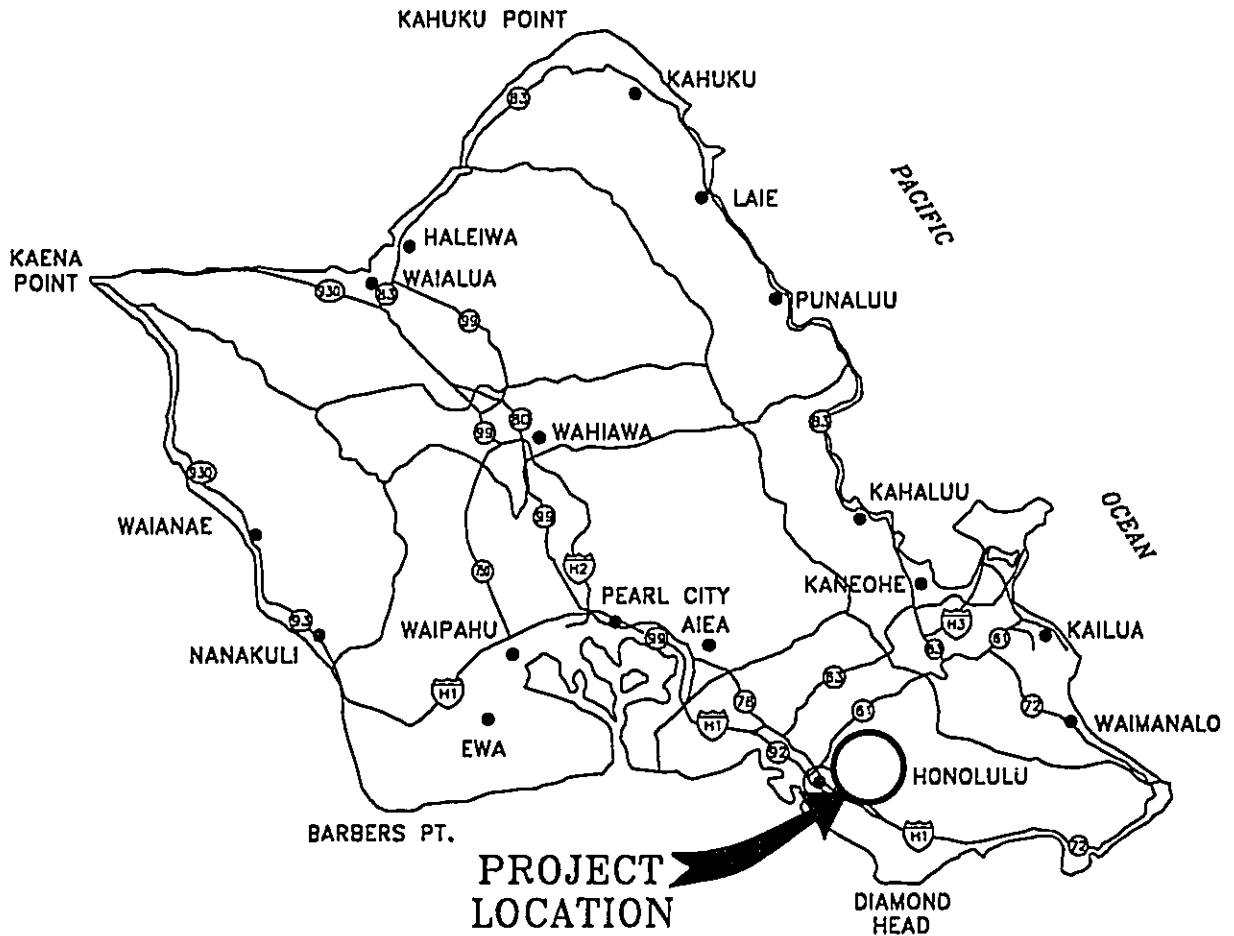 KAHUKU POINT
83
KAHUKU
PACIFIC
LAIE
HALEIWA
KAENA
POINT
WAIALUA
930
83
99
PUNALUU
83
80
99
WAHIAWA
930
KAHALUU
OCEAN
WAIANAE
99
H2
750
KANEOHE
PEARL CITY
93
WAIPAHU
99
AIEA
H3
61
KAILUA
NANAKULI
83
63
H1
78
61
72
EWA
H1
WAIMANALO
92
HONOLULU
BARBERS PT.
H1
72
PROJECT
LOCATION
DIAMOND
HEAD